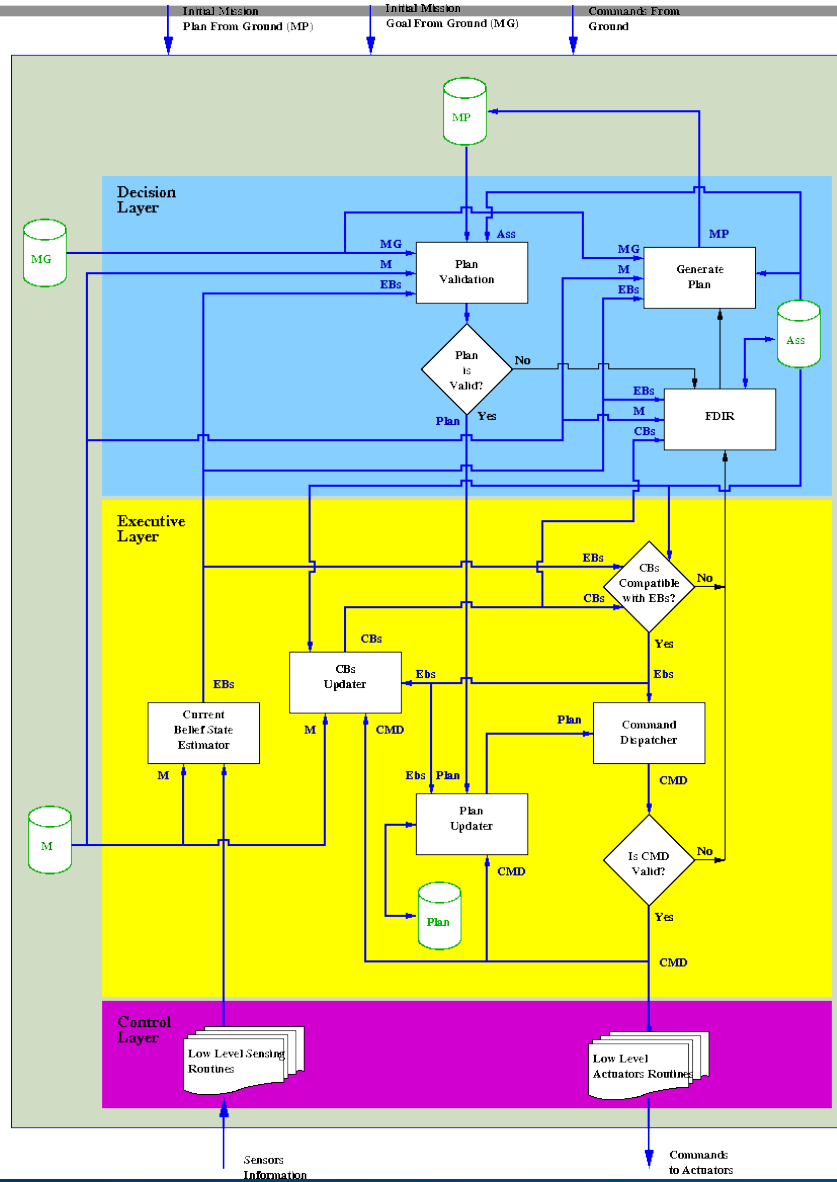 Initial Mission
Plan From Ground (MP)
Initial Mission
Goal From Ground (MG)
Commands From
Ground
MP
Decision
Layer
MG
Ass
MP
MG
M
EBs
Plan
Validation
MG
M
EBs
Generate
Plan
Ass
Plan
is
Valid?
No
Yes
Plan
EBs
M
CBs
FDIR
Executive
Layer
EBs
CBs
CBs
Compatible
with EBs?
No
Yes
CBs
EBs
CBs
Updater
Ebs
Ebs
Current
Belief State
Estimator
M
CMD
Plan
Command
Dispatcher
M
Ebs
Plan
CMD
Plan
Updater
M
Is CMD
Valid?
No
CMD
Yes
Plan
CMD
Control
Layer
Low Level Sensing
Routines
Low Level
Actuators Routines
Sensors
Information
Commands
to Actuators